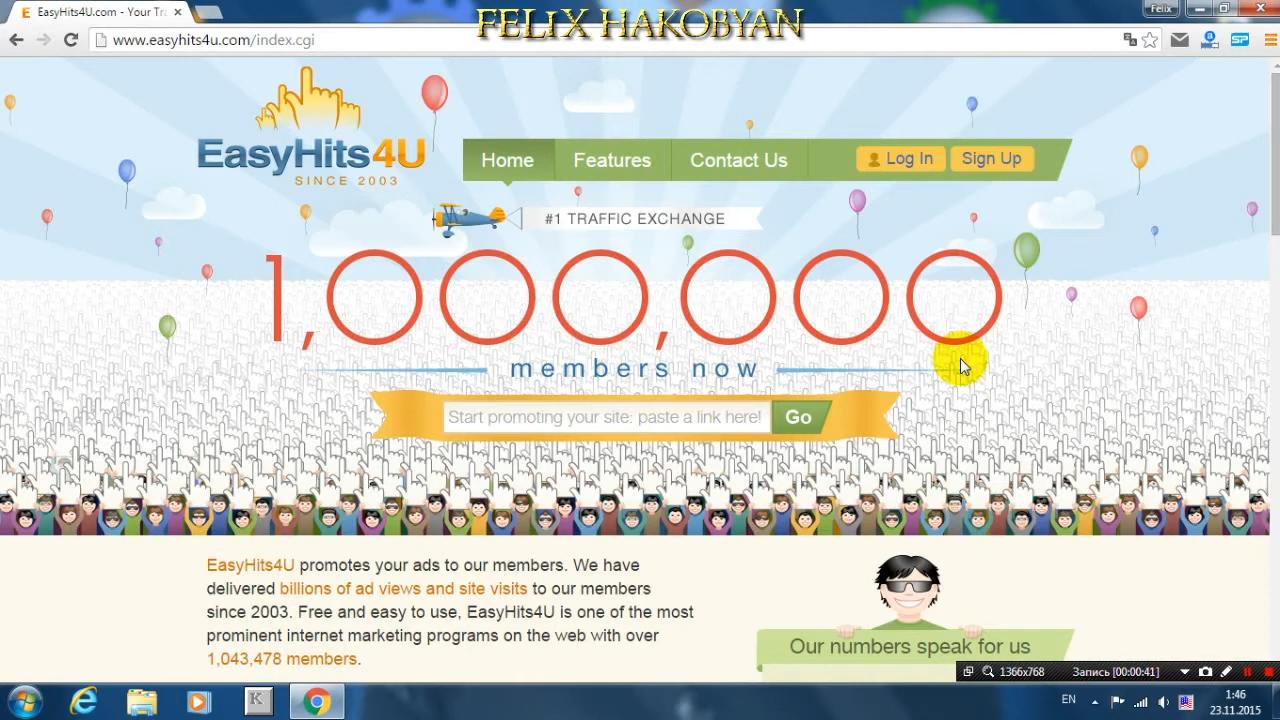 EasyHits4U.com - Your Tr
Felix
FELIX HAKOBYAN
www.easyhits4u.com/index.cgi
EasyHits4U
SINCE 2003
Home
Features
Contact Us
Log In
Sign Up
#1 TRAFFIC EXCHANGE
1,000,000
members now
Start promoting your site: paste a link here!
Go
EasyHits4U promotes your ads to our members. We have
delivered billions of ad views and site visits to our members
since 2003. Free and easy to use, EasyHits4U is one of the most
prominent internet marketing programs on the web with over
1,043,478 members.
Our numbers speak for us
1366x768
Запись [00:00:41]
K
EN
1:46
23.11.2015